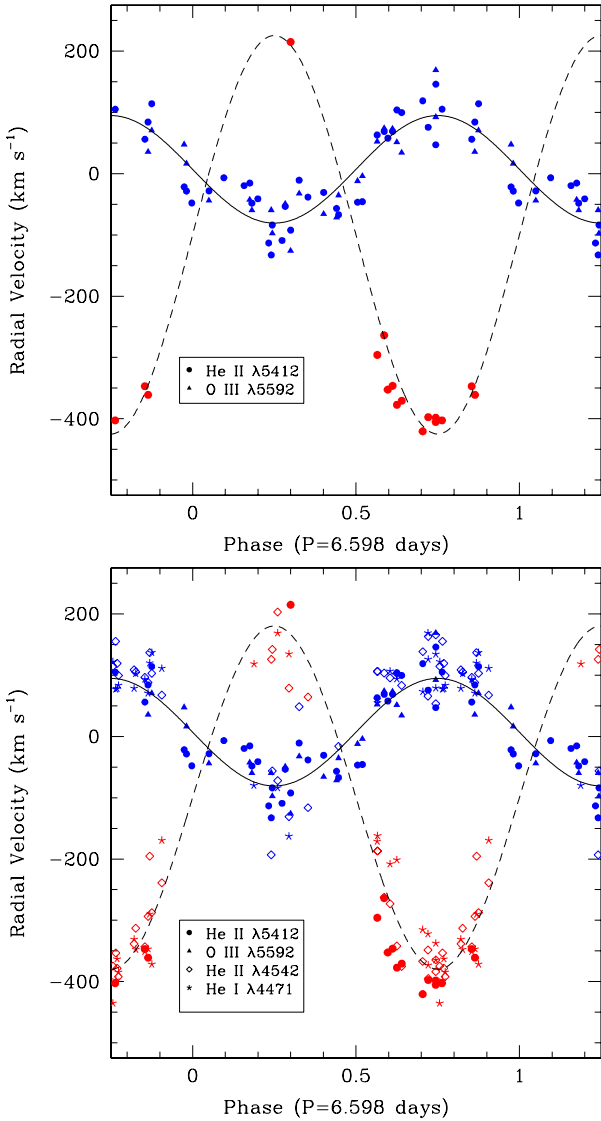 200
0
−200
−400
Radial Velocity (km s⁻¹)
He II λ5412
O III λ5592
0
0.5
1
Phase (P=6.598 days)
200
0
−200
−400
Radial Velocity (km s⁻¹)
He II λ5412
O III λ5592
He II λ4542
He I λ4471
0
0.5
1
Phase (P=6.598 days)